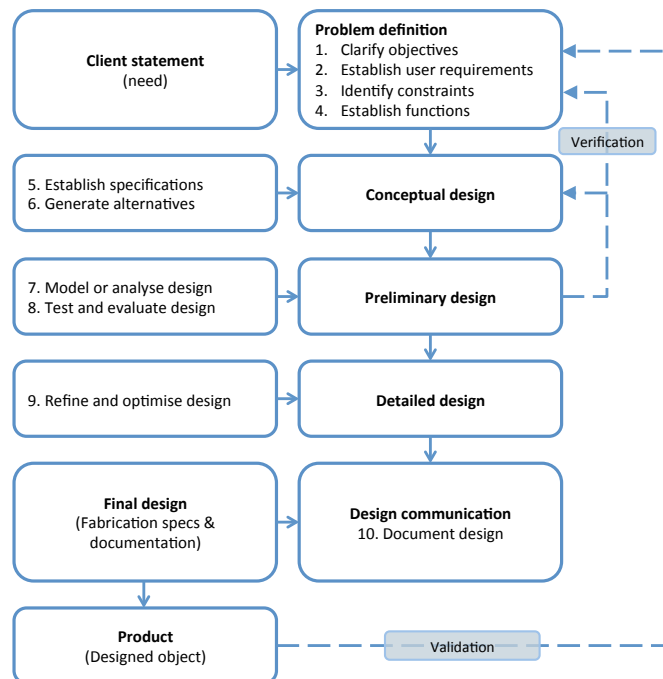 Client statement
(need)
Problem definition
1. Clarify objectives
2. Establish user requirements
3. Identify constraints
4. Establish functions
Verification
5. Establish specifications
6. Generate alternatives
Conceptual design
7. Model or analyse design
8. Test and evaluate design
Preliminary design
9. Refine and optimise design
Detailed design
Final design
(Fabrication specs &
documentation)
Design communication
10. Document design
Product
(Designed object)
Validation